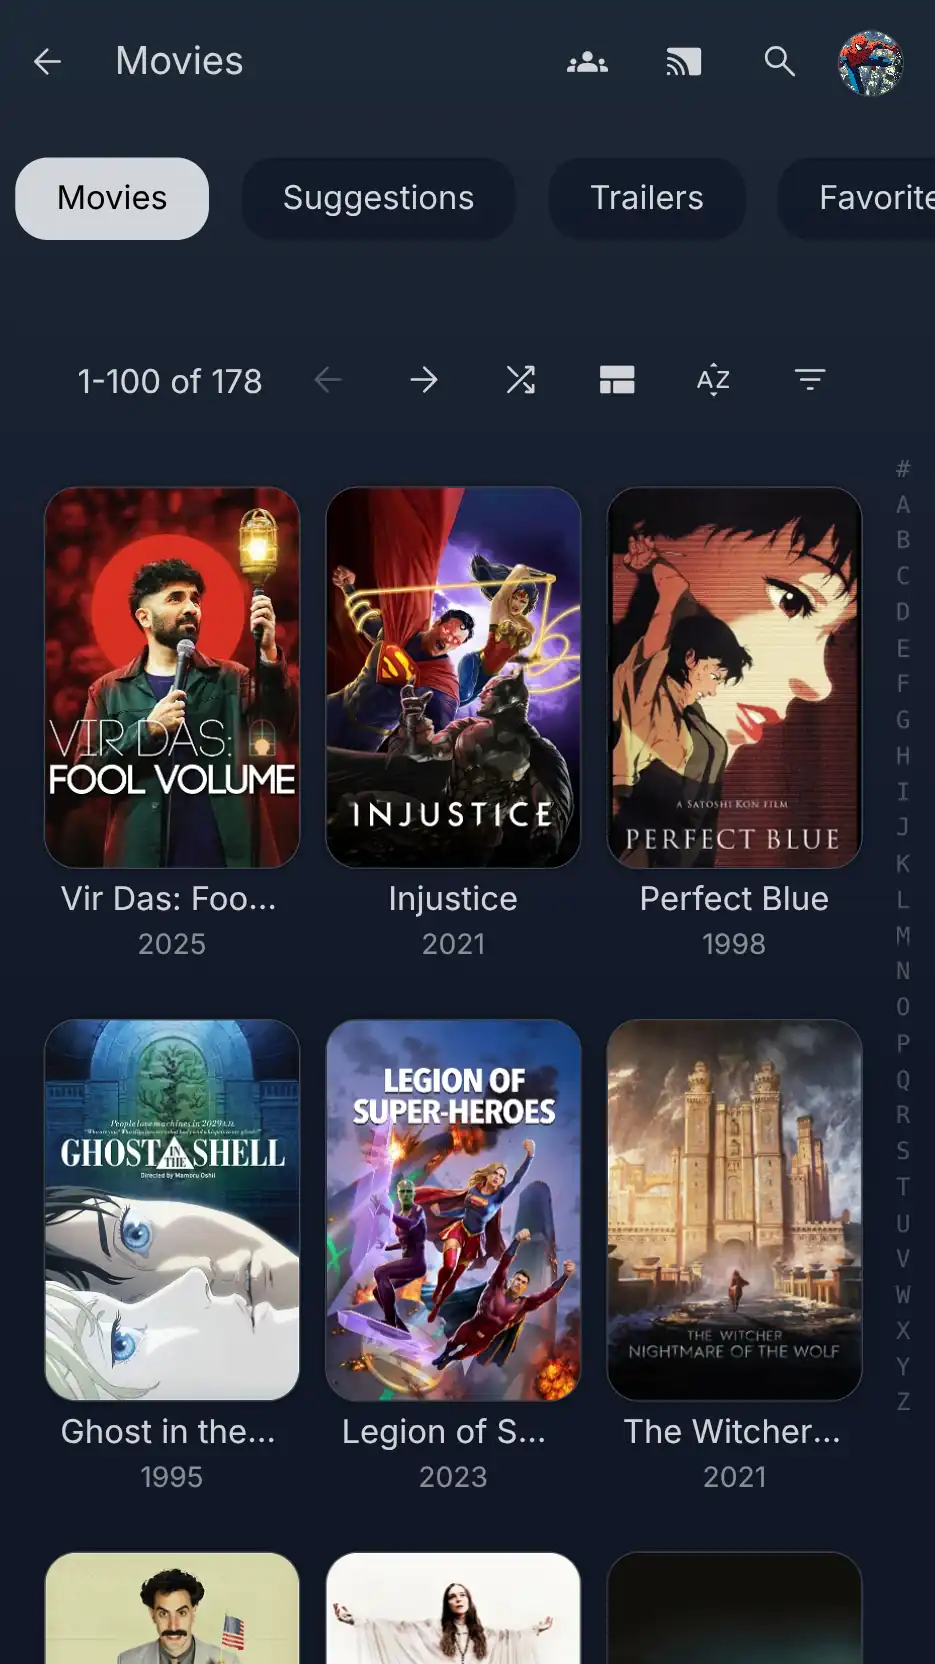 Movies
Movies
Suggestions
Trailers
Favorite
1-100 of 178
AZ
#
A
B
C
D
E
F
G
H
I
J
K
L
M
N
O
P
Q
R
S
T
U
V
W
X
Y
Z
VIR DAS:
FOOL VOLUME
INJUSTICE
A SATOSHI KON FILM
PERFECT BLUE
Vir Das: Foo...
Injustice
Perfect Blue
2025
2021
1998
People love machines in 2029 A.D.
GHOST IN THE SHELL
Directed by Mamoru Oshii
LEGION OF
SUPER-HEROES
THE WITCHER
NIGHTMARE OF THE WOLF
Ghost in the...
Legion of S...
The Witcher...
1995
2023
2021